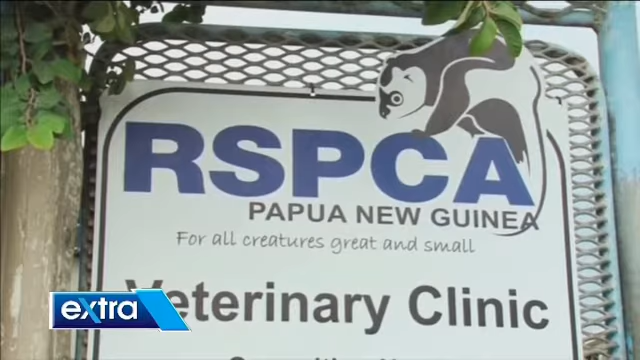 RSPCA
PAPUA NEW GUINEA
For all creatures great and small
Veterinary Clinic
extra